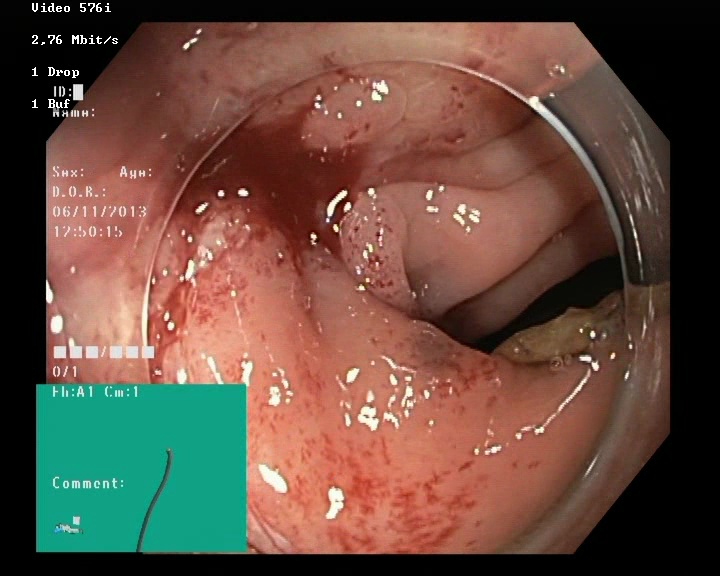 Video 576i
2,76 Mbit/s
1 Drop
ID:
1 Buf
Name:
Sex: Age:
D.O.B.:
06/11/2013
12:50:15
0/1
Ph:A1 Cm:1
Comment: